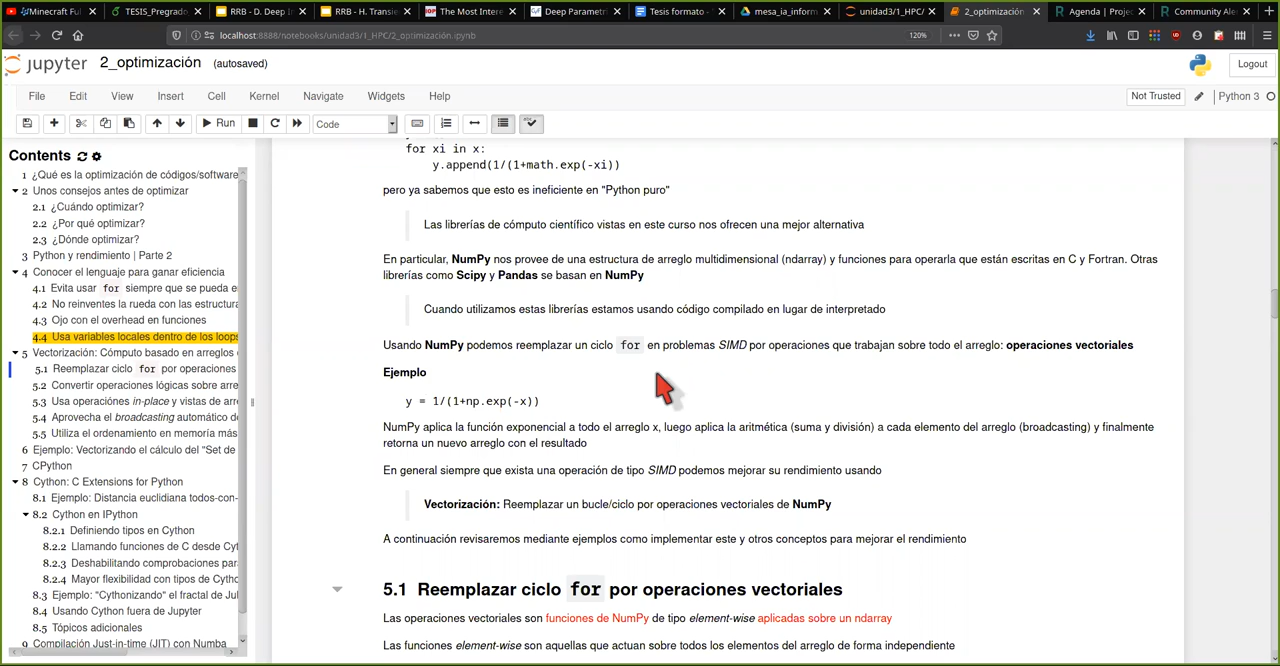 Minecraft Ful
TESIS_Pregrado
RRB - D. Deep In
RRB - H. Transie
The Most Interes
Deep Parametri
Tesis formato -
mesa_ia_inform
unidad3/1_HPC/
2_optimización
Agenda | Projec
Community Aler
localhost:8888/notebooks/unidad3/1_HPC/2_optimización.ipynb
120%
jupyter 2_optimización (autosaved)
Logout
File Edit View Insert Cell Kernel Navigate Widgets Help
Not Trusted
Python 3
Run
Code
Contents
1 ¿Qué es la optimización de códigos/software
2 Unos consejos antes de optimizar
2.1 ¿Cuándo optimizar?
2.2 ¿Por qué optimizar?
2.3 ¿Dónde optimizar?
3 Python y rendimiento | Parte 2
4 Conocer el lenguaje para ganar eficiencia
4.1 Evita usar for siempre que se pueda e
4.2 No reinventes la rueda con las estructura
4.3 Ojo con el overhead en funciones
4.4 Usa variables locales dentro de los loops
5 Vectorización: Cómputo basado en arreglos
5.1 Reemplazar ciclo for por operaciones
5.2 Convertir operaciones lógicas sobre arre
5.3 Usa operaciónes in-place y vistas de arre
5.4 Aprovecha el broadcasting automático de
5.5 Utiliza el ordenamiento en memoría más
6 Ejemplo: Vectorizando el cálculo del "Set de
7 CPython
8 Cython: C Extensions for Python
8.1 Ejemplo: Distancia euclidiana todos-con-
8.2 Cython en IPython
8.2.1 Definiendo tipos en Cython
8.2.2 Llamando funciones de C desde Cyt
8.2.3 Deshabilitando comprobaciones para
8.2.4 Mayor flexibilidad con tipos de Cytho
8.3 Ejemplo: "Cythonizando" el fractal de Jul
8.4 Usando Cython fuera de Jupyter
8.5 Tópicos adicionales
9 Compilación Just-in-time (JIT) con Numba
for xi in x:
y.append(1/(1+math.exp(-xi))
pero ya sabemos que esto es ineficiente en "Python puro"
Las librerías de cómputo científico vistas en este curso nos ofrecen una mejor alternativa
En particular, NumPy nos provee de una estructura de arreglo multidimensional (ndarray) y funciones para operarla que están escritas en C y Fortran. Otras
librerías como Scipy y Pandas se basan en NumPy
Cuando utilizamos estas librerías estamos usando código compilado en lugar de interpretado
Usando NumPy podemos reemplazar un ciclo for en problemas SIMD por operaciones que trabajan sobre todo el arreglo: operaciones vectoriales
Ejemplo
y = 1/(1+np.exp(-x))
NumPy aplica la función exponencial a todo el arreglo x, luego aplica la aritmética (suma y división) a cada elemento del arreglo (broadcasting) y finalmente
retorna un nuevo arreglo con el resultado
En general siempre que exista una operación de tipo SIMD podemos mejorar su rendimiento usando
Vectorización: Reemplazar un bucle/ciclo por operaciones vectoriales de NumPy
A continuación revisaremos mediante ejemplos como implementar este y otros conceptos para mejorar el rendimiento
5.1 Reemplazar ciclo for por operaciones vectoriales
Las operaciones vectoriales son funciones de NumPy de tipo element-wise aplicadas sobre un ndarray
Las funciones element-wise son aquellas que actuan sobre todos los elementos del arreglo de forma independiente